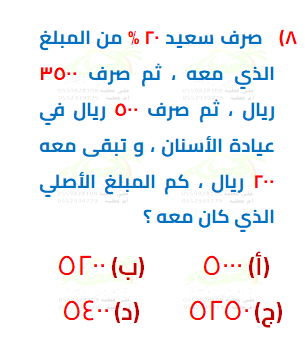 ٨) صرف سعيد ٢٠ % من المبلغ
الذي معه ، ثم صرف ٣٥٠٠
ريال ، ثم صرف ٥٠٠ ريال في
عيادة الأسنان ، و تبقى معه
٢٠٠ ريال ، كم المبلغ الأصلي
الذي كان معه ؟
(أ) ٥٠٠٠ (ب) ٥٢٠٠
(ج) ٥٢٥٠ (د) ٥٤٠٠